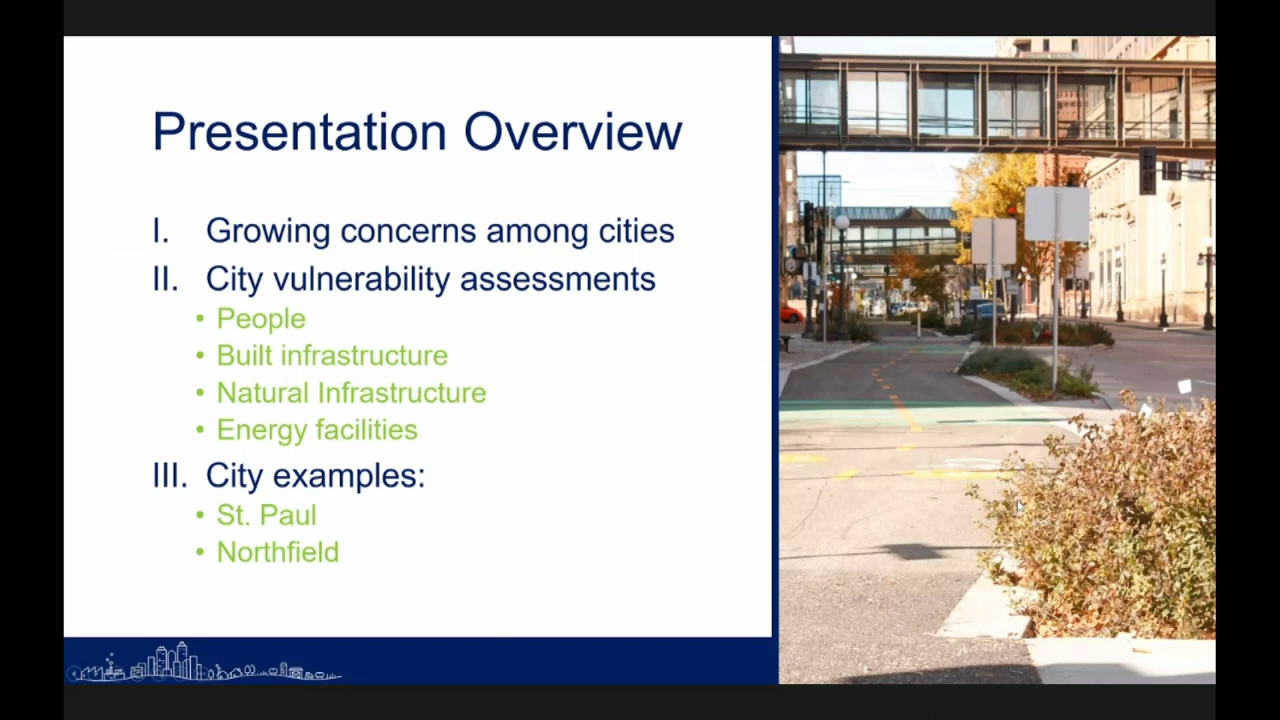 Presentation Overview
I. Growing concerns among cities
II. City vulnerability assessments
• People
• Built infrastructure
• Natural Infrastructure
• Energy facilities
III. City examples:
• St. Paul
• Northfield